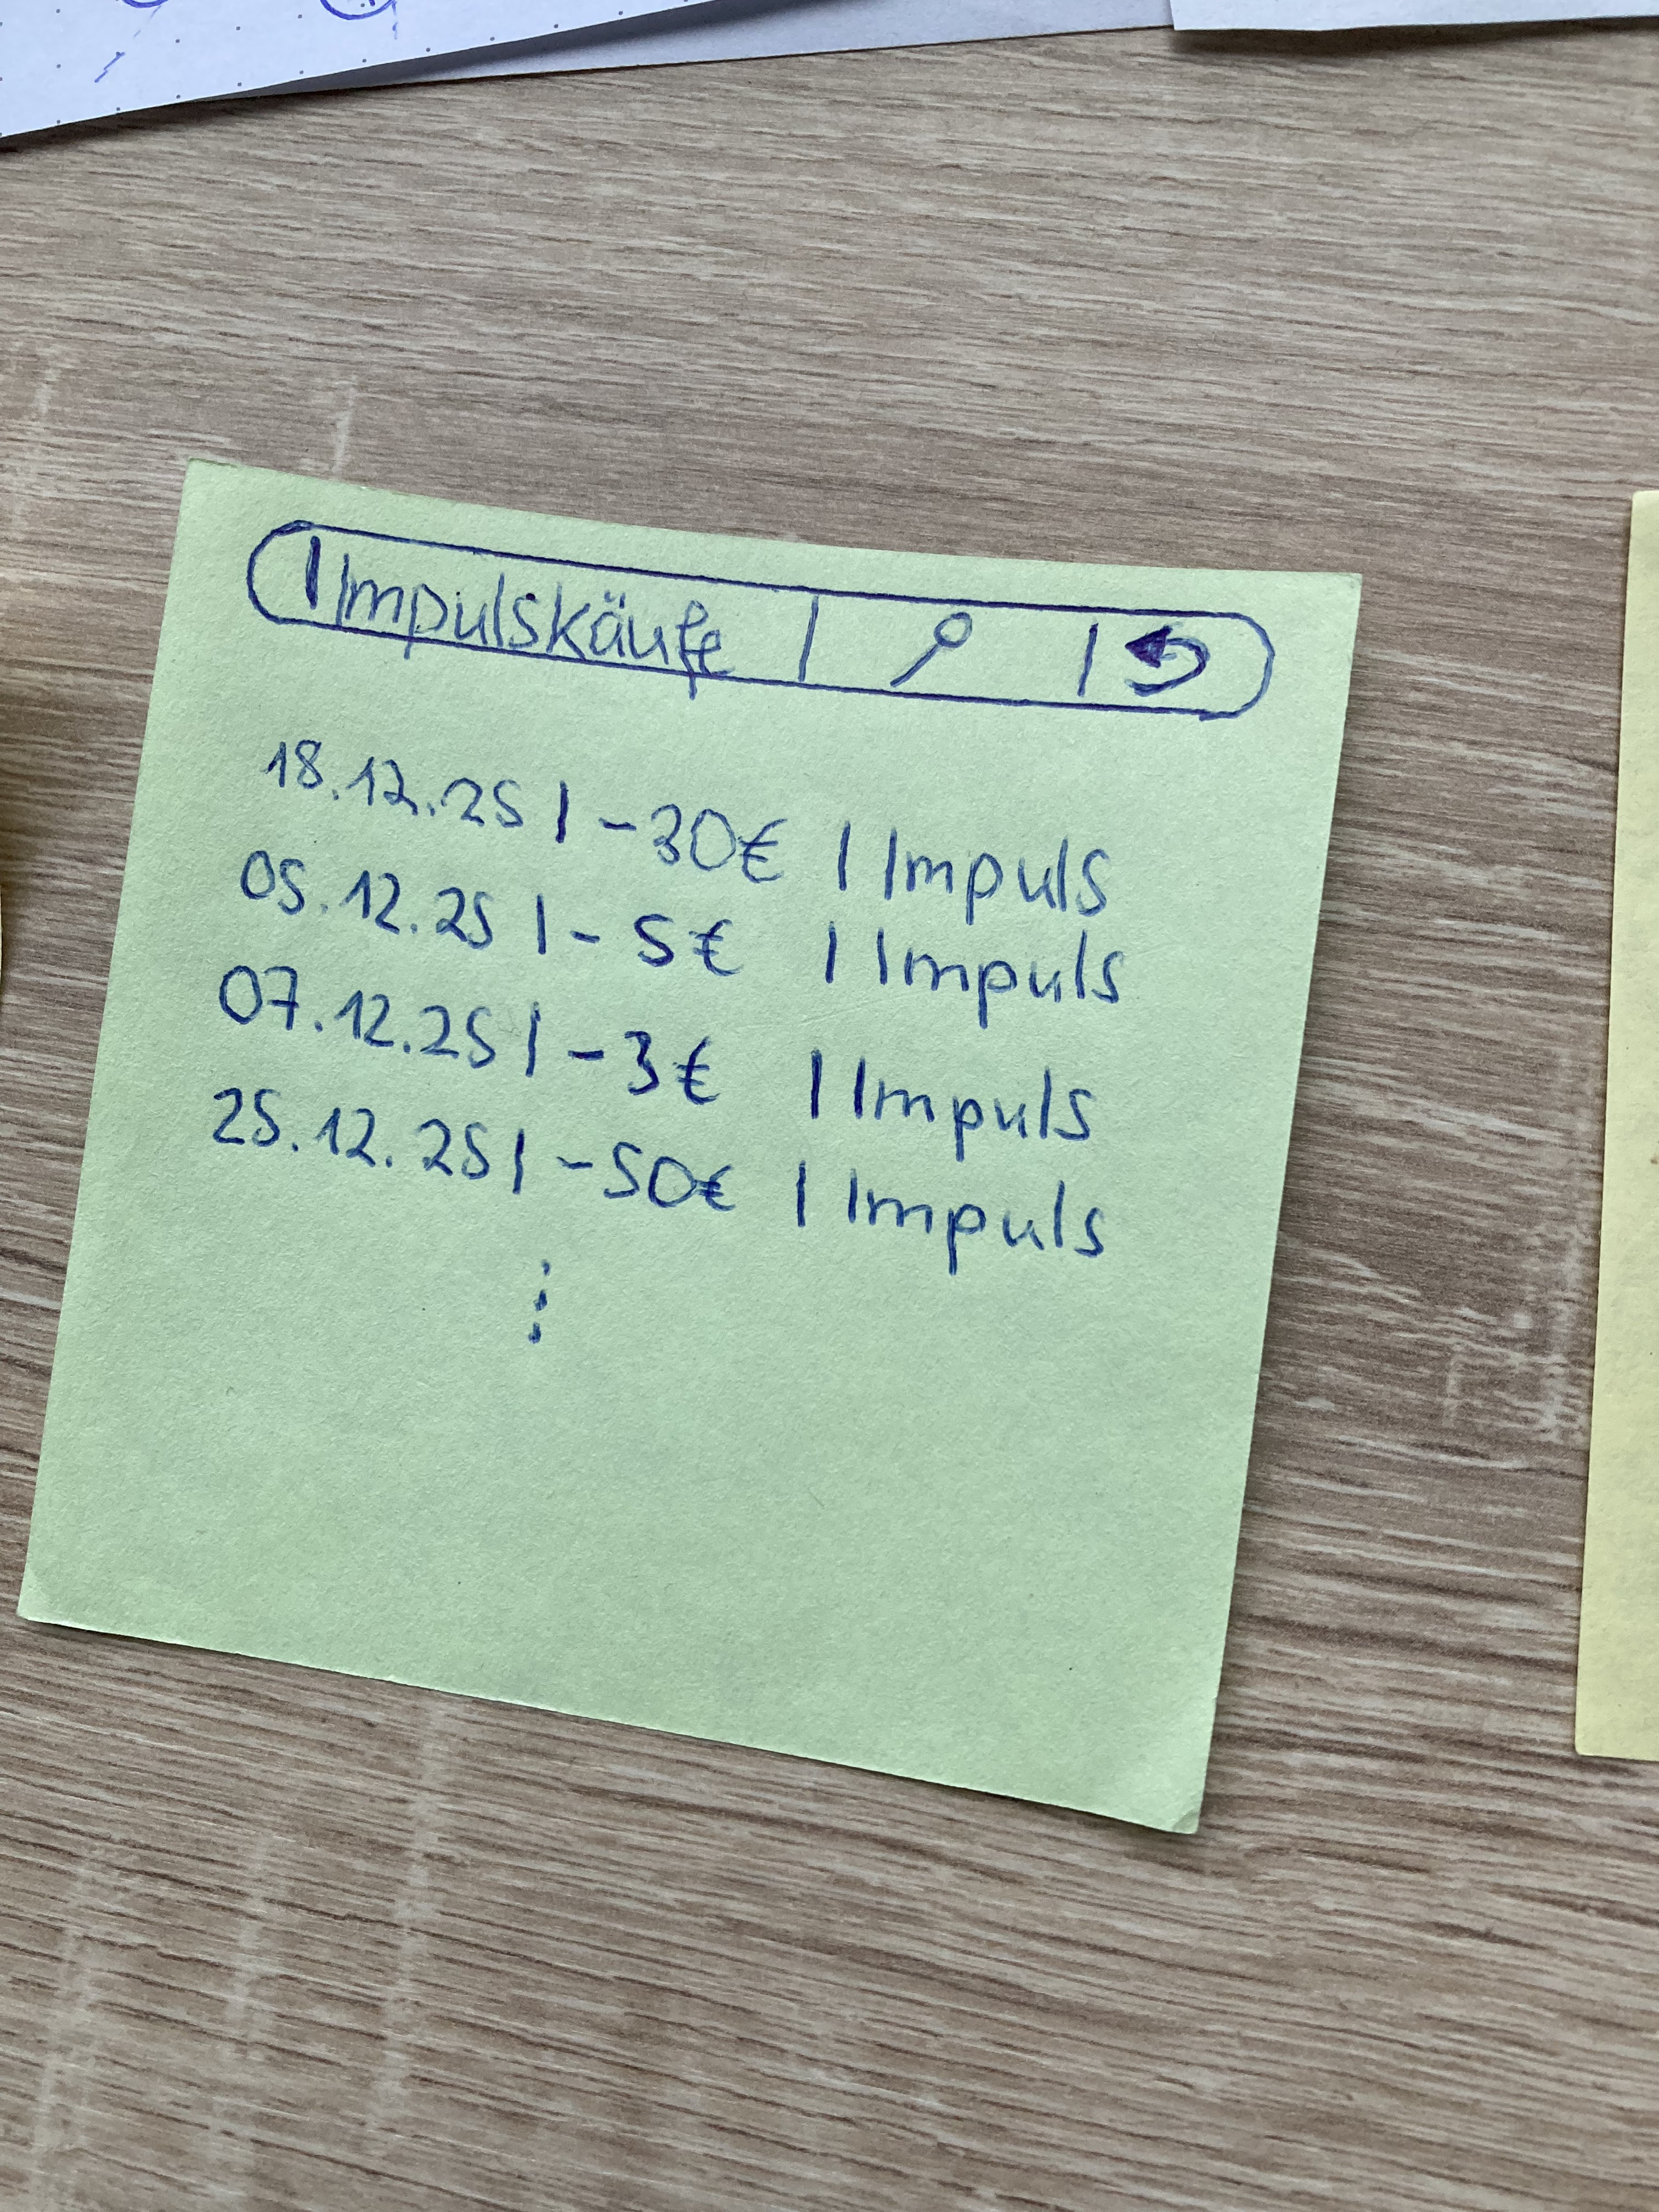 | Impulskäufe | |
18.12.25 | -30€ | Impuls
05.12.25 | - 5€ | Impuls
07.12.25 | - 3€ | Impuls
25.12.25 | - 50€ | Impuls
⋮